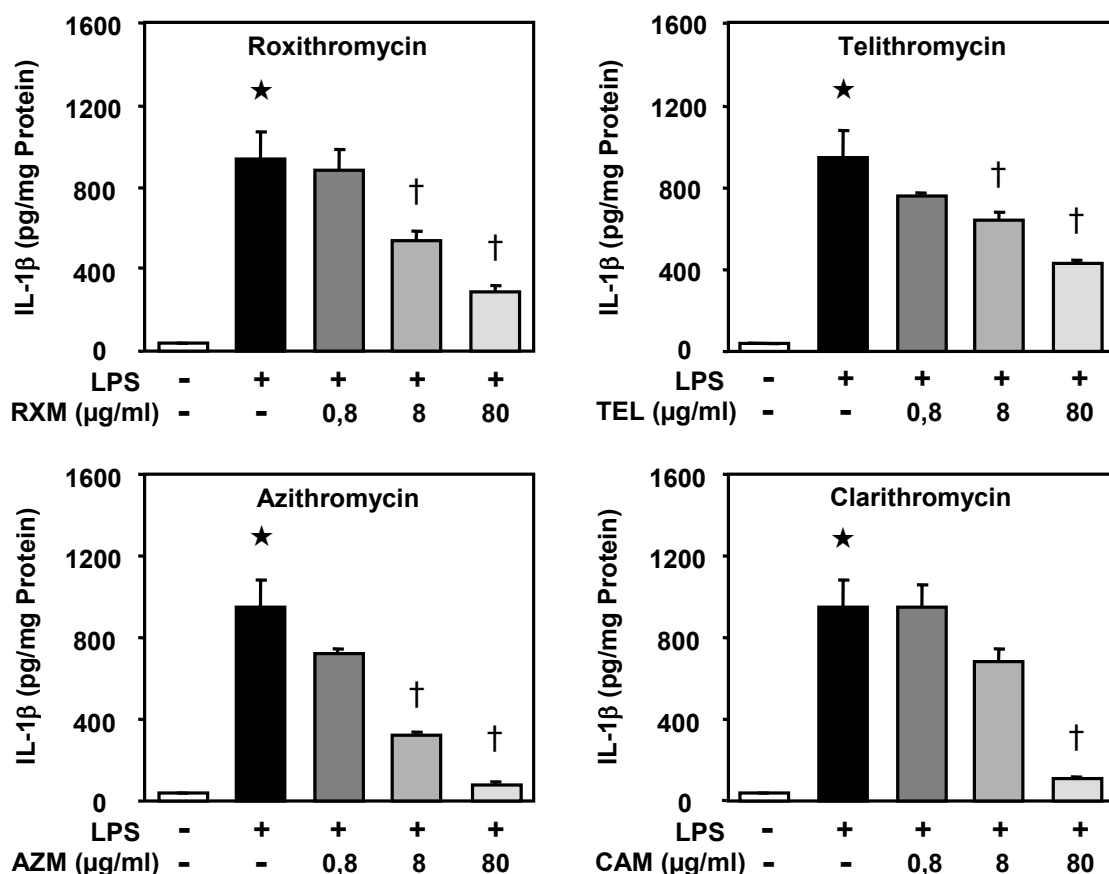 Roxithromycin
IL-1β (pg/mg Protein)
1600
1200
800
400
0
★
†
†
LPS - + + + +
RXM (µg/ml) - - 0,8 8 80
Telithromycin
IL-1β (pg/mg Protein)
1600
1200
800
400
0
★
†
†
LPS - + + + +
TEL (µg/ml) - - 0,8 8 80
Azithromycin
IL-1β (pg/mg Protein)
1600
1200
800
400
0
★
†
†
LPS - + + + +
AZM (µg/ml) - - 0,8 8 80
Clarithromycin
IL-1β (pg/mg Protein)
1600
1200
800
400
0
★
†
LPS - + + + +
CAM (µg/ml) - - 0,8 8 80